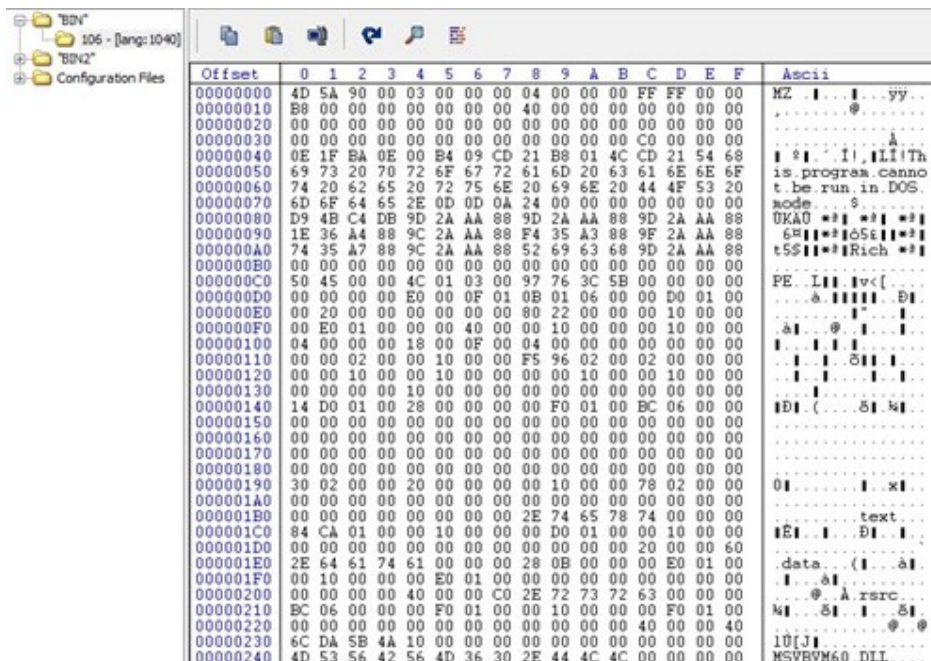 "BIN"
106 - [lang:1040]
"BIN2"
Configuration Files
Offset 0 1 2 3 4 5 6 7 8 9 A B C D E F Ascii
00000000 4D 5A 90 00 03 00 00 00 04 00 00 00 FF FF 00 00 MZ ÿÿ
00000010 B8 00 00 00 00 00 00 00 40 00 00 00 00 00 00 00 @
00000020 00 00 00 00 00 00 00 00 00 00 00 00 00 00 00 00
00000030 00 00 00 00 00 00 00 00 00 00 00 00 C0 00 00 00 À
00000040 0E 1F BA 0E 00 B4 09 CD 21 B8 01 4C CD 21 54 68 º.´.Í!¸LÍ!Th
00000050 69 73 20 70 72 6F 67 72 61 6D 20 63 61 6E 6E 6F is.program.canno
00000060 74 20 62 65 20 72 75 6E 20 69 6E 20 44 4F 53 20 t.be.run.in.DOS.
00000070 6D 6F 64 65 2E 0D 0D 0A 24 00 00 00 00 00 00 00 mode....$.......
00000080 D9 4B C4 DB 9D 2A AA 88 9D 2A AA 88 9D 2A AA 88 ÙKÄÛ *ª *ª *ª
00000090 1E 36 A4 88 9C 2A AA 88 F4 35 A3 88 9F 2A AA 88 6¤ *ª ô5£ *ª
000000A0 74 35 A7 88 9C 2A AA 88 52 69 63 68 9D 2A AA 88 t5§ *ª Rich *ª
000000B0 00 00 00 00 00 00 00 00 00 00 00 00 00 00 00 00
000000C0 50 45 00 00 4C 01 03 00 97 76 3C 5B 00 00 00 00 PE..L v<[....
000000D0 00 00 00 00 E0 00 0F 01 0B 01 06 00 00 D0 01 00 à. Ð
000000E0 00 20 00 00 00 00 00 00 80 22 00 00 00 10 00 00 "
000000F0 00 E0 01 00 00 00 40 00 00 10 00 00 00 10 00 00 .à @
00000100 04 00 00 00 18 00 0F 00 04 00 00 00 00 00 00 00
00000110 00 00 02 00 00 10 00 00 F5 96 02 00 02 00 00 00 õ
00000120 00 00 10 00 00 10 00 00 00 00 10 00 00 10 00 00
00000130 00 00 00 00 10 00 00 00 00 00 00 00 00 00 00 00
00000140 14 D0 01 00 28 00 00 00 00 F0 01 00 BC 06 00 00 Ð .(....ð ¼
00000150 00 00 00 00 00 00 00 00 00 00 00 00 00 00 00 00
00000160 00 00 00 00 00 00 00 00 00 00 00 00 00 00 00 00
00000170 00 00 00 00 00 00 00 00 00 00 00 00 00 00 00 00
00000180 00 00 00 00 00 00 00 00 00 00 00 00 00 00 00 00
00000190 30 02 00 00 20 00 00 00 00 10 00 00 78 02 00 00 0 x
000001A0 00 00 00 00 00 00 00 00 00 00 00 00 00 00 00 00
000001B0 00 00 00 00 00 00 00 00 2E 74 65 78 74 00 00 00 .text...
000001C0 84 CA 01 00 00 10 00 00 00 D0 01 00 00 10 00 00 Ê Ð
000001D0 00 00 00 00 00 00 00 00 00 00 00 00 20 00 00 60 `
000001E0 2E 64 61 74 61 00 00 00 28 0B 00 00 00 E0 01 00 .data...( à
000001F0 00 10 00 00 00 E0 01 00 00 00 00 00 00 00 00 00 à
00000200 00 00 00 00 40 00 00 C0 2E 72 73 72 63 00 00 00 @..À.rsrc...
00000210 BC 06 00 00 00 F0 01 00 00 10 00 00 00 F0 01 00 ¼ ð ð
00000220 00 00 00 00 00 00 00 00 00 00 00 00 40 00 00 40 @..@
00000230 6C DA 5B 4A 10 00 00 00 00 00 00 00 00 00 00 00 lÚ[J
00000240 4D 53 56 42 56 4D 36 30 2E 44 4C 4C 00 00 00 00 MSVBVM60.DLL....